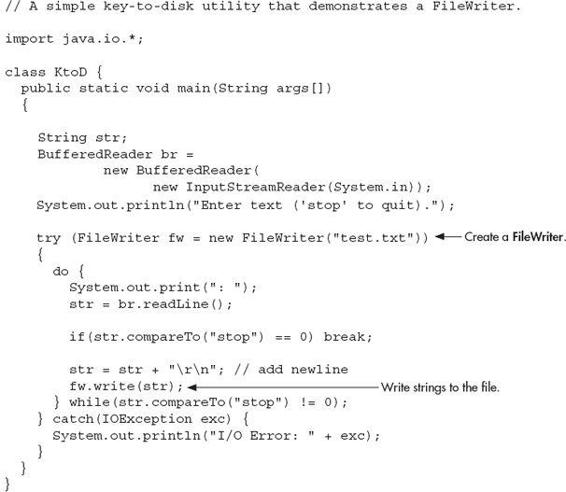 // A simple key-to-disk utility that demonstrates a FileWriter.
import java.io.*;
class KtoD {
public static void main(String args[])
{
String str;
BufferedReader br =
new BufferedReader(
new InputStreamReader(System.in));
System.out.println("Enter text ('stop' to quit).");
try (FileWriter fw = new FileWriter("test.txt")) Create a FileWriter.
{
do {
System.out.print(": ");
str = br.readLine();
if(str.compareTo("stop") == 0) break;
str = str + "\r\n"; // add newline
fw.write(str); Write strings to the file.
} while(str.compareTo("stop") != 0);
} catch(IOException exc) {
System.out.println("I/O Error: " + exc);
}
}
}